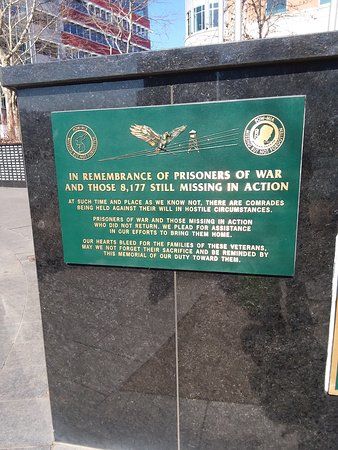 POW-MIA
IN REMEMBRANCE OF PRISONERS OF WAR
AND THOSE 8,177 STILL MISSING IN ACTION
AT SUCH TIME AND PLACE AS WE KNOW NOT, THERE ARE COMRADES
BEING HELD AGAINST THEIR WILL IN HOSTILE CIRCUMSTANCES.
PRISONERS OF WAR AND THOSE MISSING IN ACTION
WHO DID NOT RETURN, WE PLEAD FOR ASSISTANCE
IN OUR EFFORTS TO BRING THEM HOME.
OUR HEARTS BLEED FOR THE FAMILIES OF THESE VETERANS,
MAY WE NOT FORGET THEIR SACRIFICE AND BE REMINDED BY
THIS MEMORIAL OF OUR DUTY TOWARD THEM.